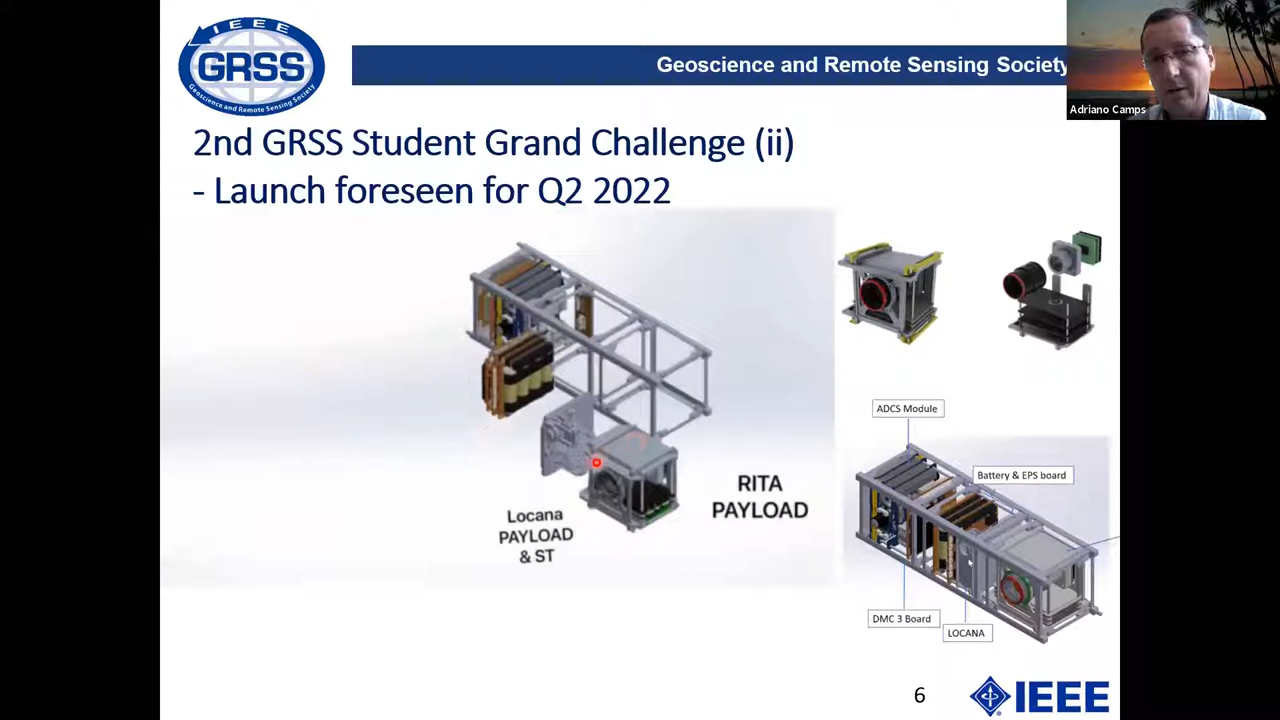 IEEE
GRSS
Geoscience and Remote Sensing Society
Geoscience and Remote Sensing Society
Adriano Camps
2nd GRSS Student Grand Challenge (ii)
- Launch foreseen for Q2 2022
Locana
PAYLOAD
& ST
RITA
PAYLOAD
ADCS Module
Battery & EPS board
DMC 3 Board
LOCANA
6
IEEE